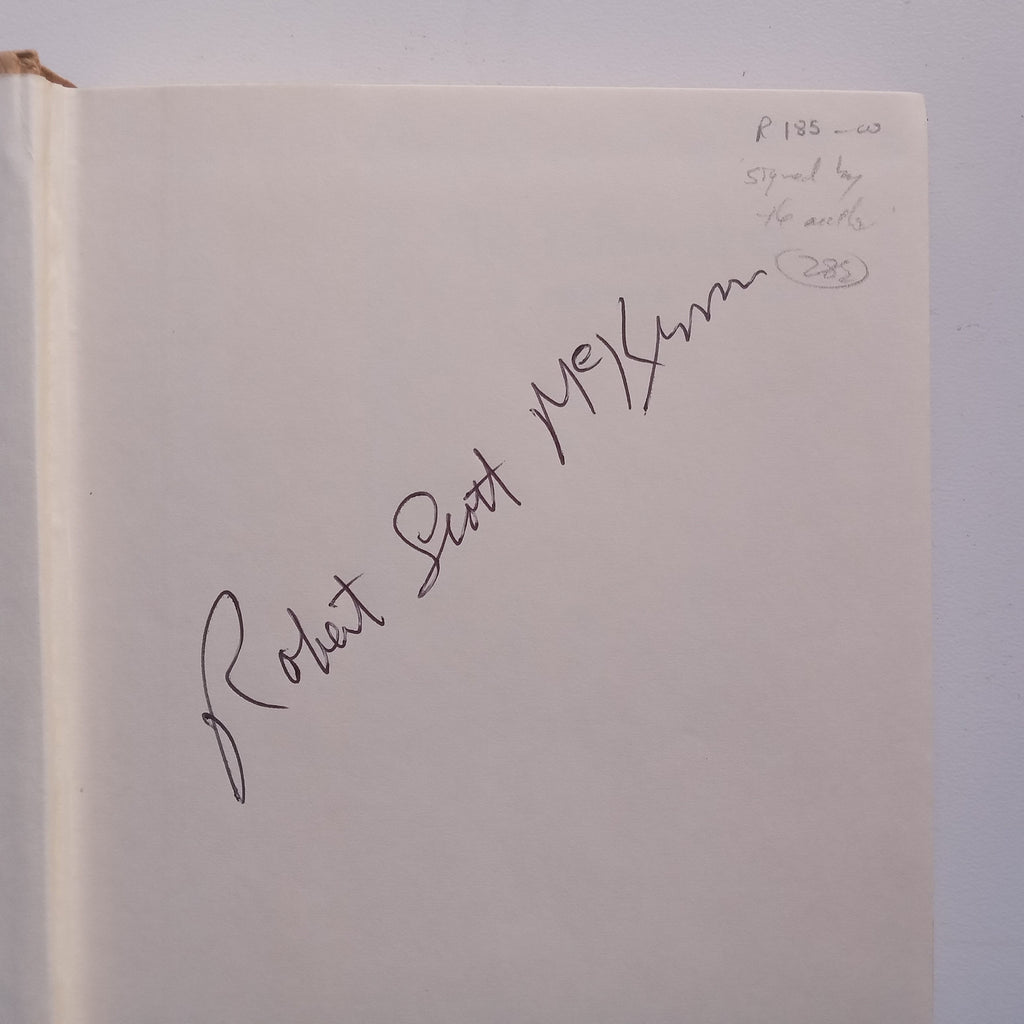 R 185 - 00
signed by
the author
285
Robert Scott McKinnon